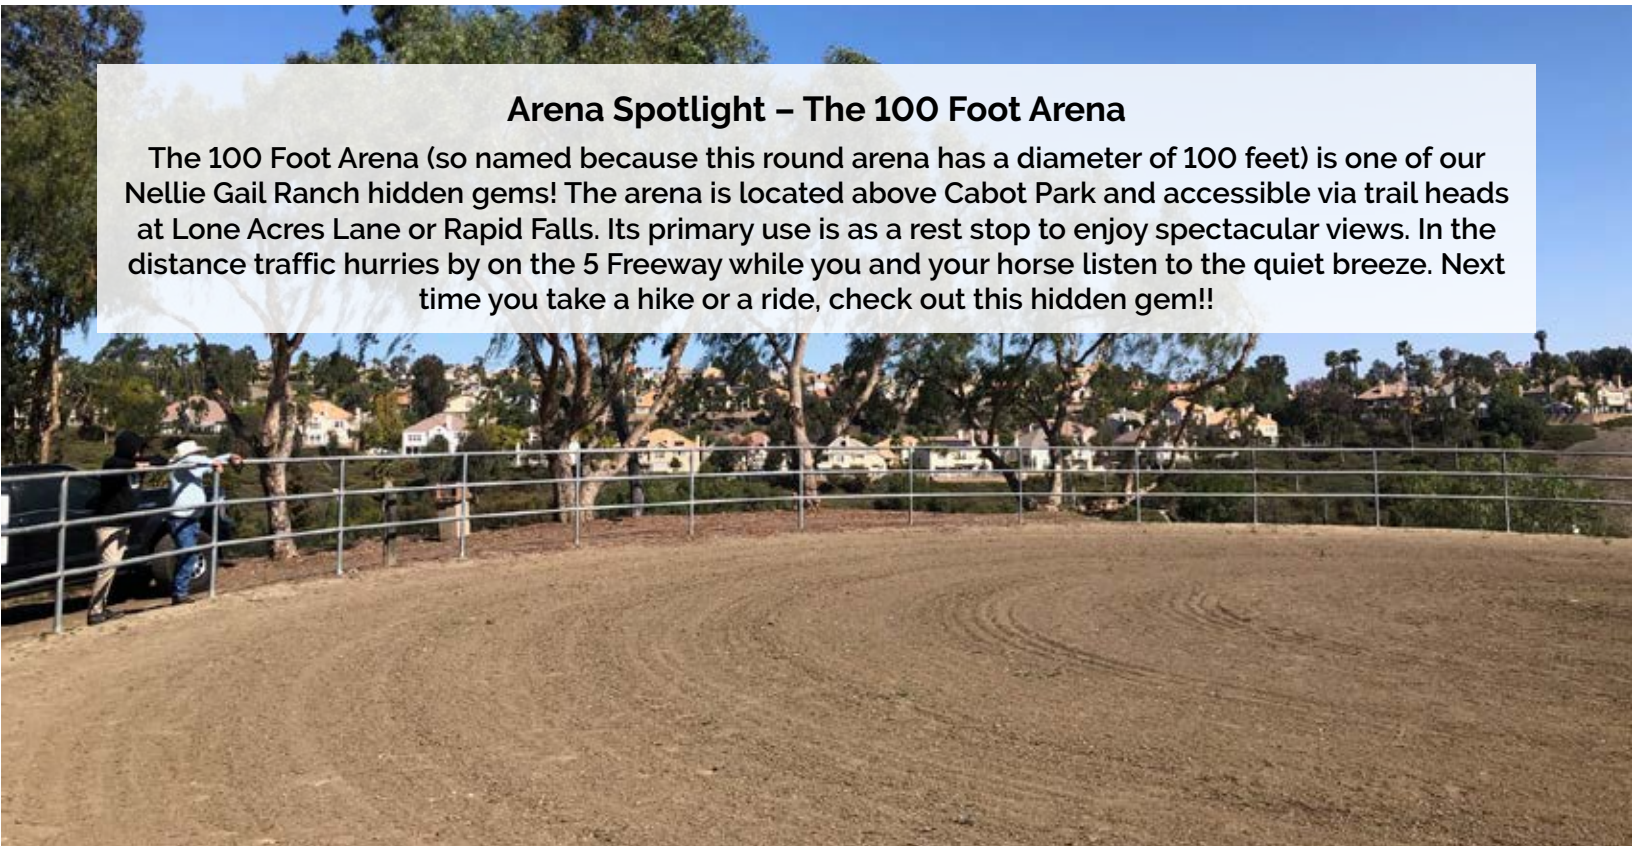 Arena Spotlight – The 100 Foot Arena
The 100 Foot Arena (so named because this round arena has a diameter of 100 feet) is one of our
Nellie Gail Ranch hidden gems! The arena is located above Cabot Park and accessible via trail heads
at Lone Acres Lane or Rapid Falls. Its primary use is as a rest stop to enjoy spectacular views. In the
distance traffic hurries by on the 5 Freeway while you and your horse listen to the quiet breeze. Next
time you take a hike or a ride, check out this hidden gem!!